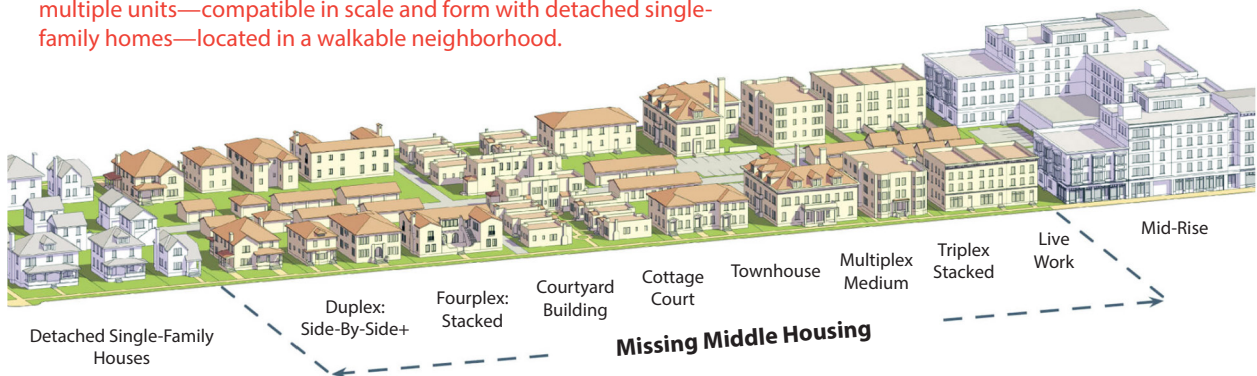 multiple units—compatible in scale and form with detached single-
family homes—located in a walkable neighborhood.
Detached Single-Family
Houses
Duplex:
Side-By-Side+
Fourplex:
Stacked
Courtyard
Building
Cottage
Court
Townhouse
Multiplex
Medium
Triplex
Stacked
Live
Work
Mid-Rise
Missing Middle Housing